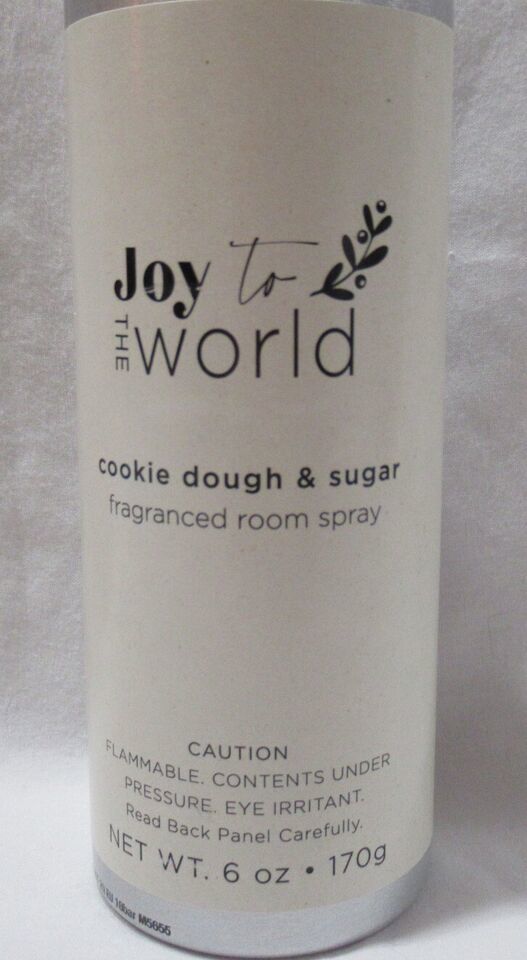 Joy to
THE world
cookie dough & sugar
fragranced room spray
CAUTION
FLAMMABLE. CONTENTS UNDER
PRESSURE. EYE IRRITANT.
Read Back Panel Carefully.
NET WT. 6 oz • 170g
M5655